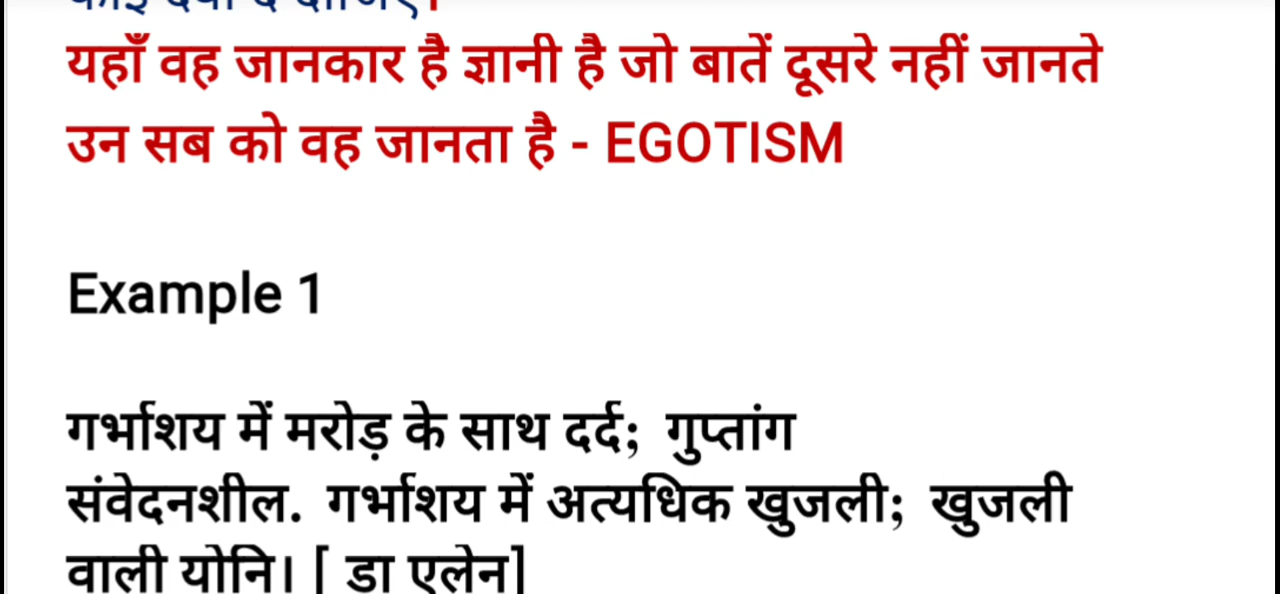 यहाँ वह जानकार है ज्ञानी है जो बातें दूसरे नहीं जानते
उन सब को वह जानता है - EGOTISM
Example 1
गर्भाशय में मरोड़ के साथ दर्द; गुप्तांग
संवेदनशील. गर्भाशय में अत्यधिक खुजली; खुजली
वाली योनि। [ डा एलेन]